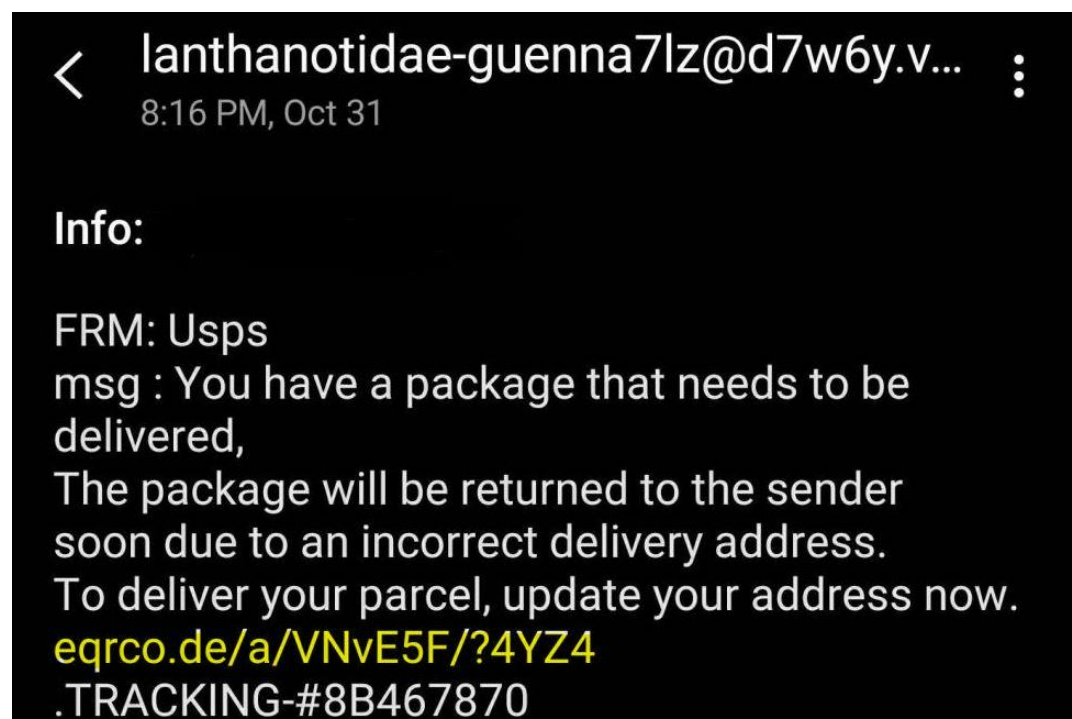 lanthanotidae-guenna7lz@d7w6y.v...
8:16 PM, Oct 31
Info:
FRM: Usps
msg : You have a package that needs to be
delivered,
The package will be returned to the sender
soon due to an incorrect delivery address.
To deliver your parcel, update your address now.
eqrco.de/a/VNvE5F/?4YZ4
.TRACKING-#8B467870